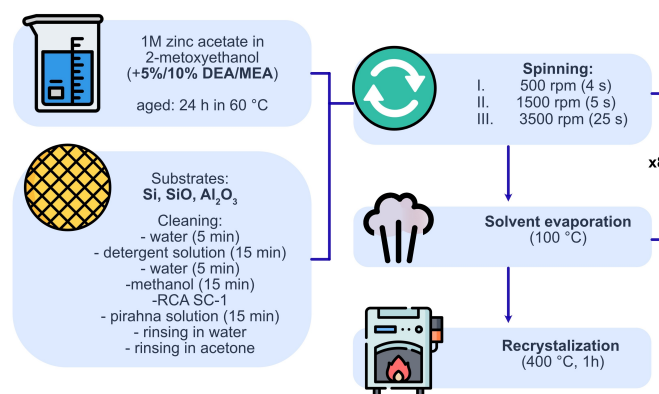 1M zinc acetate in
2-metoxyethanol
(+5%/10% DEA/MEA)
aged: 24 h in 60 °C
Substrates:
Si, SiO, Al₂O₃
Cleaning:
- water (5 min)
- detergent solution (15 min)
- water (5 min)
-methanol (15 min)
-RCA SC-1
- pirahna solution (15 min)
- rinsing in water
- rinsing in acetone
Spinning:
I. 500 rpm (4 s)
II. 1500 rpm (5 s)
III. 3500 rpm (25 s)
Solvent evaporation
(100 °C)
Recrystalization
(400 °C, 1h)